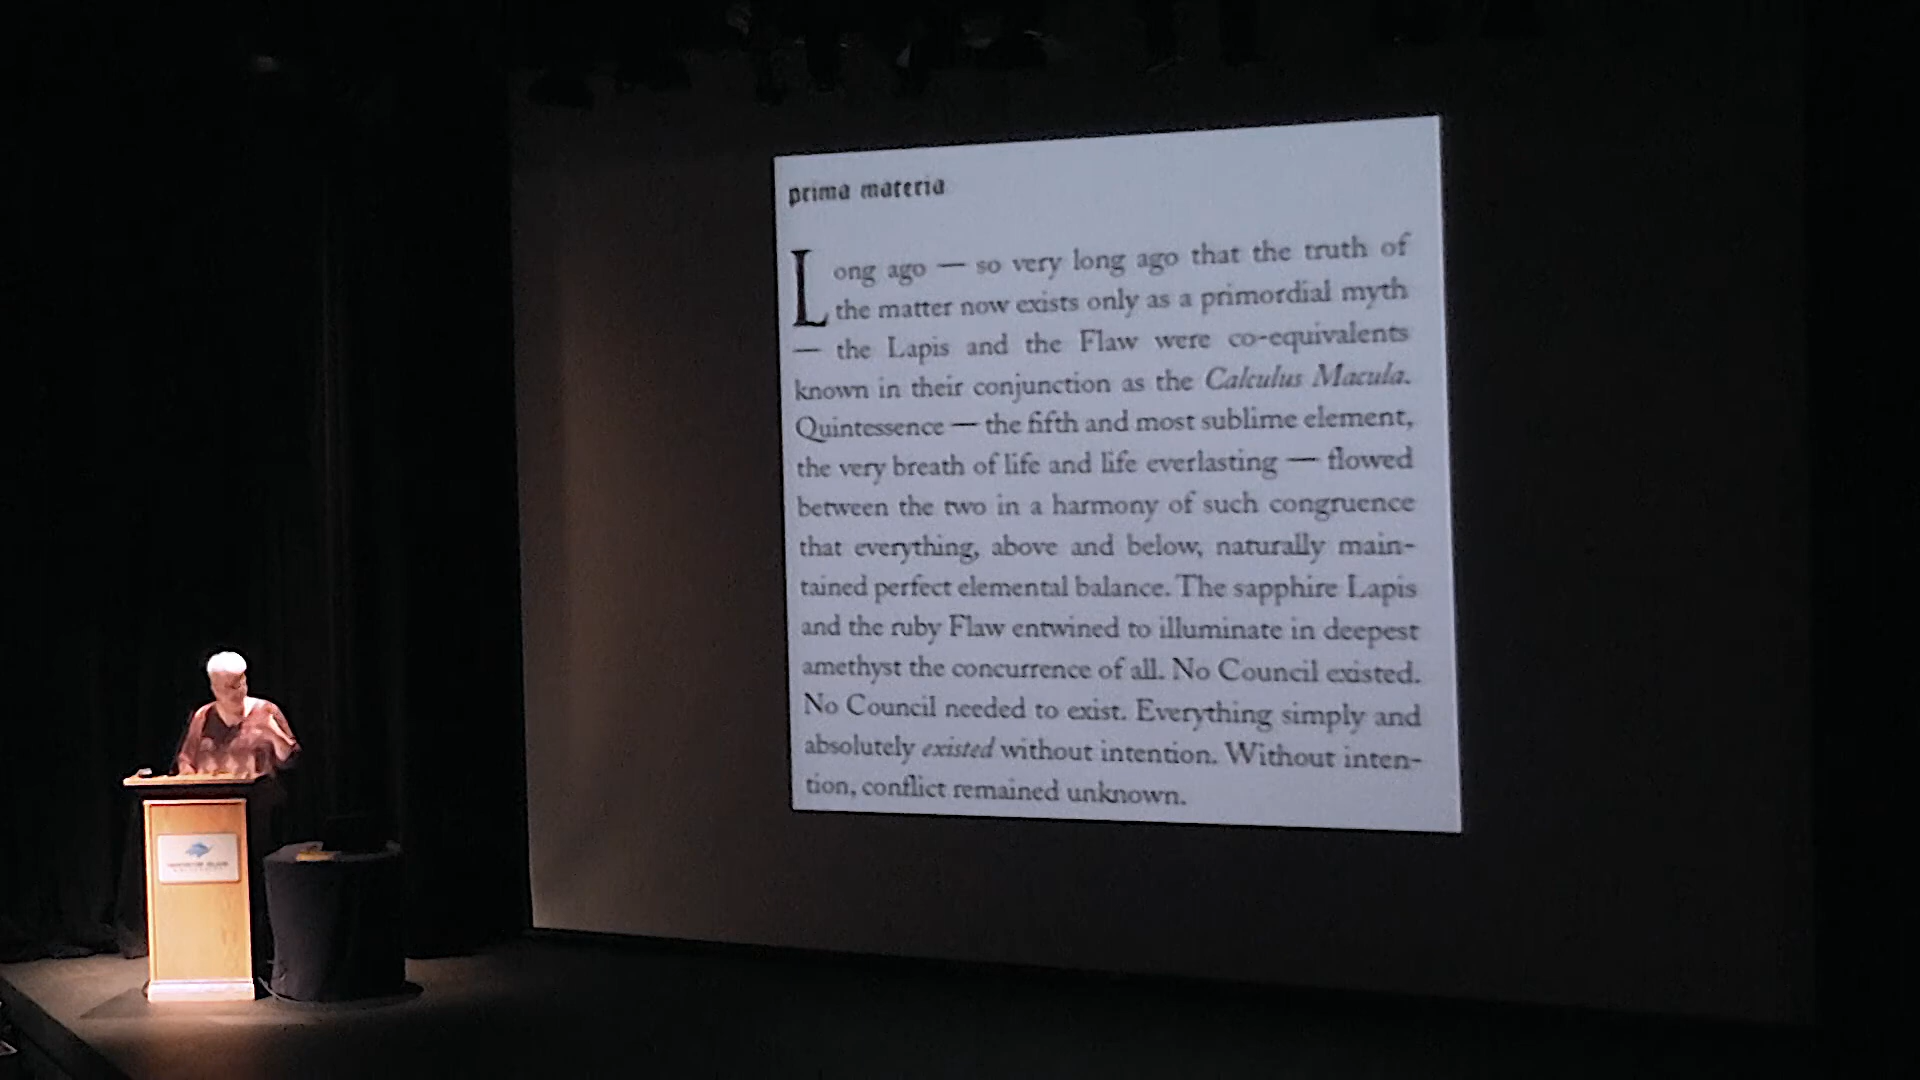 prima materia
Long ago — so very long ago that the truth of
the matter now exists only as a primordial myth
— the Lapis and the Flaw were co-equivalents
known in their conjunction as the Calculus Macula.
Quintessence — the fifth and most sublime element,
the very breath of life and life everlasting — flowed
between the two in a harmony of such congruence
that everything, above and below, naturally main-
tained perfect elemental balance. The sapphire Lapis
and the ruby Flaw entwined to illuminate in deepest
amethyst the concurrence of all. No Council existed.
No Council needed to exist. Everything simply and
absolutely existed without intention. Without inten-
tion, conflict remained unknown.